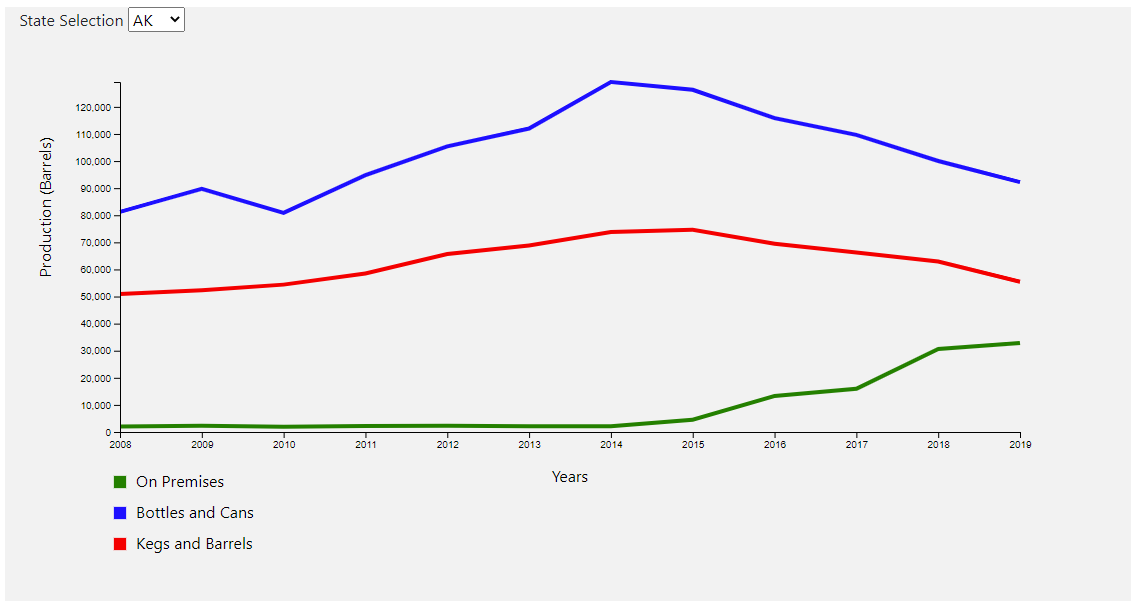 State Selection AK
Production (Barrels)
120,000
110,000
100,000
90,000
80,000
70,000
60,000
50,000
40,000
30,000
20,000
10,000
0
2008 2009 2010 2011 2012 2013 2014 2015 2016 2017 2018 2019
Years
On Premises
Bottles and Cans
Kegs and Barrels